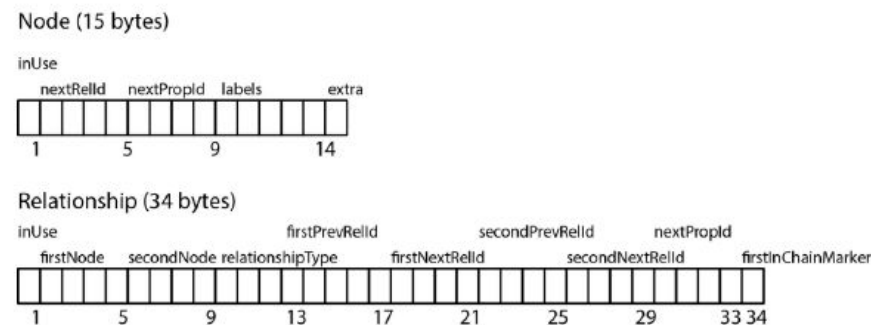 Node (15 bytes)
inUse
nextRelId nextPropId labels extra
1 5 9 14
Relationship (34 bytes)
inUse firstPrevRelId secondPrevRelId nextPropId
firstNode secondNode relationshipType firstNextRelId secondNextRelId firstInChainMarker
1 5 9 13 17 21 25 29 33 34